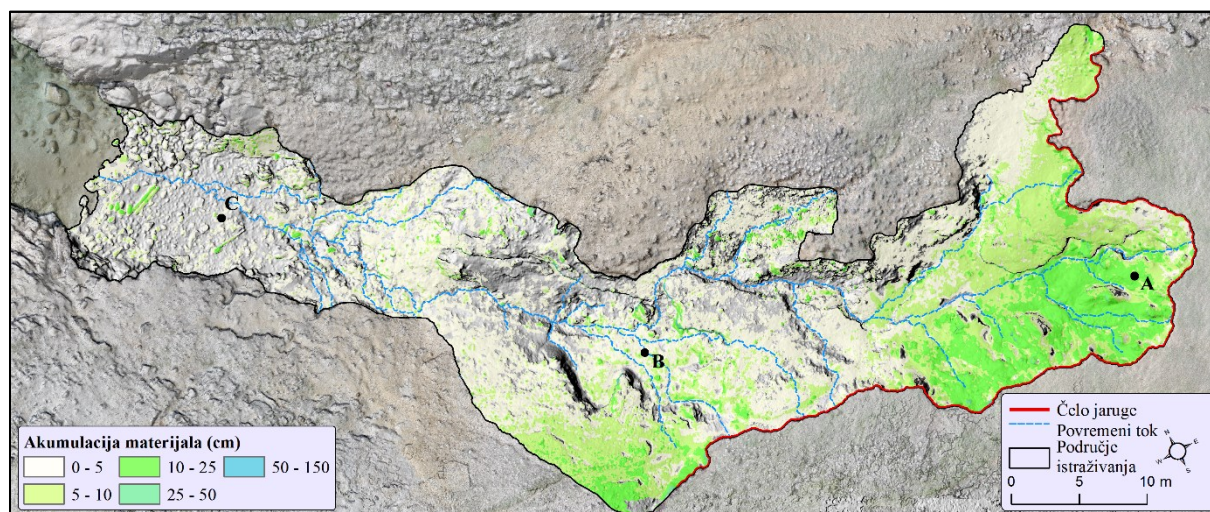 C
A
B
Akumulacija materijala (cm)
0 - 5
10 - 25
50 - 150
5 - 10
25 - 50
Čelo jaruge
Povremeni tok
Područje
istraživanja
N
E
W
S
0
5
10 m